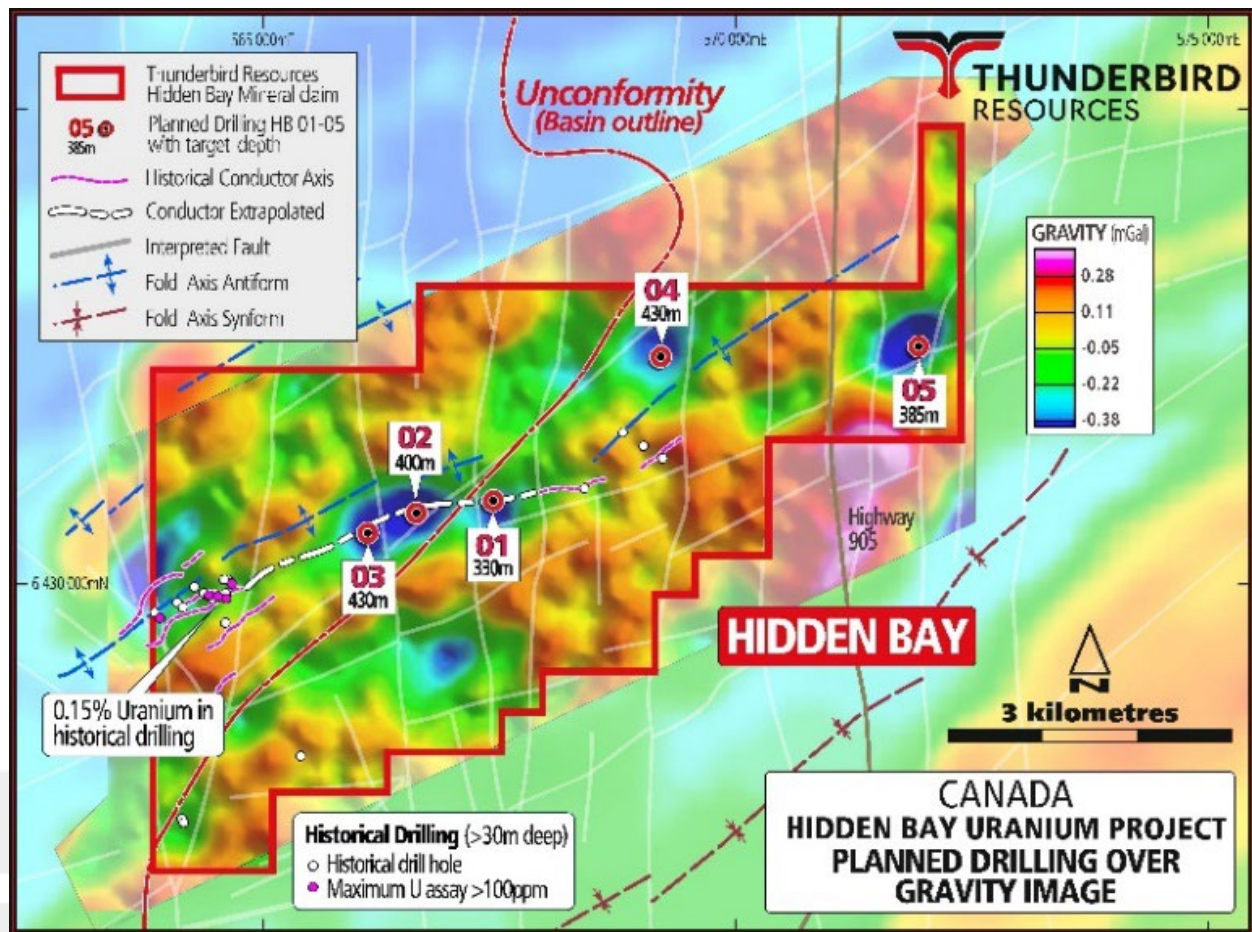 565 000mE
570 000mE
575 000mE
Thunderbird Resources
Hidden Bay Mineral claim
05
385m
Planned Drilling HB 01-05
with target depth
Historical Conductor Axis
Conductor Extrapolated
Interpreted Fault
Fold Axis Antiform
Fold Axis Synform
Unconformity
(Basin outline)
THUNDERBIRD
RESOURCES
GRAVITY (mGal)
0.28
0.11
-0.05
-0.22
-0.38
04
430m
05
385m
02
400m
01
330m
03
430m
Highway
905
6 430 000mN
HIDDEN BAY
0.15% Uranium in
historical drilling
N
3 kilometres
Historical Drilling (>30m deep)
Historical drill hole
Maximum U assay >100ppm
CANADA
HIDDEN BAY URANIUM PROJECT
PLANNED DRILLING OVER
GRAVITY IMAGE